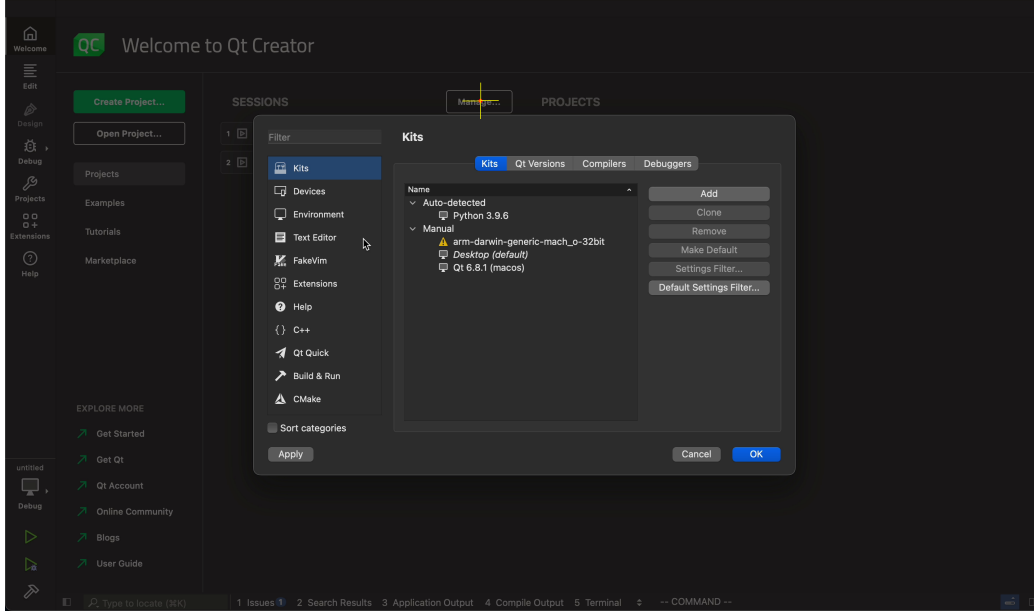 Welcome
QC
Welcome to Qt Creator
Edit
Create Project...
SESSIONS
Manage...
PROJECTS
Design
Open Project...
1
2
Debug
Projects
Projects
Examples
Extensions
Tutorials
Help
Marketplace
Filter
Kits
Devices
Environment
Text Editor
FakeVim
Extensions
Help
C++
Qt Quick
Build & Run
CMake
Sort categories
Apply
Kits
Kits
Qt Versions
Compilers
Debuggers
Name
Auto-detected
Python 3.9.6
Manual
arm-darwin-generic-mach_o-32bit
Desktop (default)
Qt 6.8.1 (macos)
Add
Clone
Remove
Make Default
Settings Filter...
Default Settings Filter...
Cancel
OK
EXPLORE MORE
Get Started
Get Qt
Qt Account
Online Community
Blogs
User Guide
untitled
Debug
Type to locate (⌘K)
1 Issues 1
2 Search Results
3 Application Output
4 Compile Output
5 Terminal
-- COMMAND --